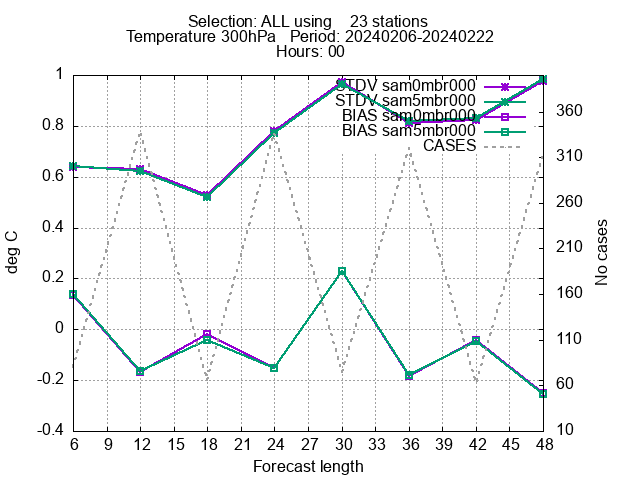 Selection: ALL using    23 stations
Temperature 300hPa   Period: 20240206-20240222
Hours: 00
STDV sam0mbr000
STDV sam5mbr000
BIAS sam0mbr000
BIAS sam5mbr000
CASES
1
0.8
0.6
0.4
0.2
0
-0.2
-0.4
deg C
360
310
260
210
160
110
60
10
No cases
6 12 18 21 24 27 30 33 36 39 42 45 48
Forecast length